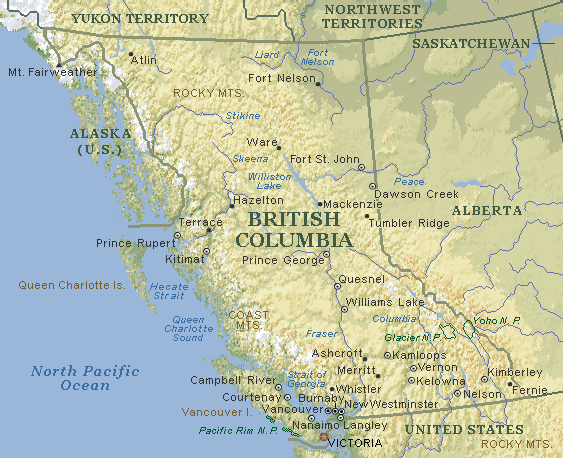 YUKON TERRITORY
NORTHWEST
TERRITORIES
SASKATCHEWAN
Atlin
Liard
Fort
Nelson
Mt. Fairweather
Fort Nelson
ROCKY MTS.
Stikine
ALASKA
(U.S.)
Ware
Skeena
Fort St. John
Williston
Lake
Peace
Dawson Creek
Hazelton
Mackenzie
ALBERTA
BRITISH
COLUMBIA
Tumbler Ridge
Terrace
Prince Rupert
Kitimat
Prince George
Queen Charlotte Is.
Hecate
Strait
Quesnel
Williams Lake
Queen
Charlotte
Sound
COAST
MTS.
Columbia
Yoho N.P.
Fraser
Glacier N.P.
North Pacific
Ocean
Ashcroft
Kamloops
Merritt
Vernon
Kimberley
Campbell River
Strait of
Georgia
Kelowna
Fernie
Courtenay
Whistler
Nelson
Burnaby
New Westminster
Vancouver I.
Vancouver
Nanaimo
Langley
Pacific Rim N.P.
VICTORIA
UNITED STATES
ROCKY MTS.